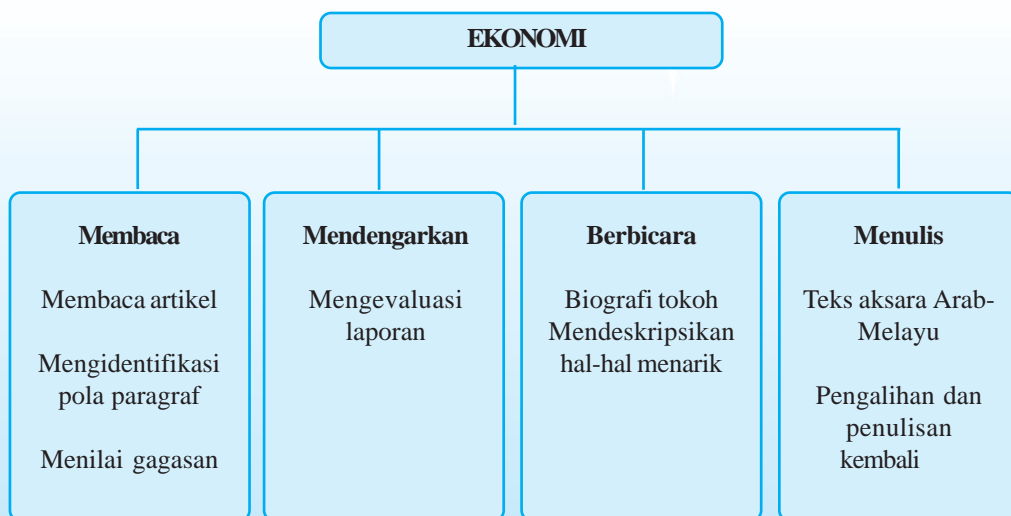 EKONOMI
Membaca
Membaca artikel
Mengidentifikasi
pola paragraf
Menilai gagasan
Mendengarkan
Mengevaluasi
laporan
Berbicara
Biografi tokoh
Mendeskripsikan
hal-hal menarik
Menulis
Teks aksara Arab-
Melayu
Pengalihan dan
penulisan
kembali